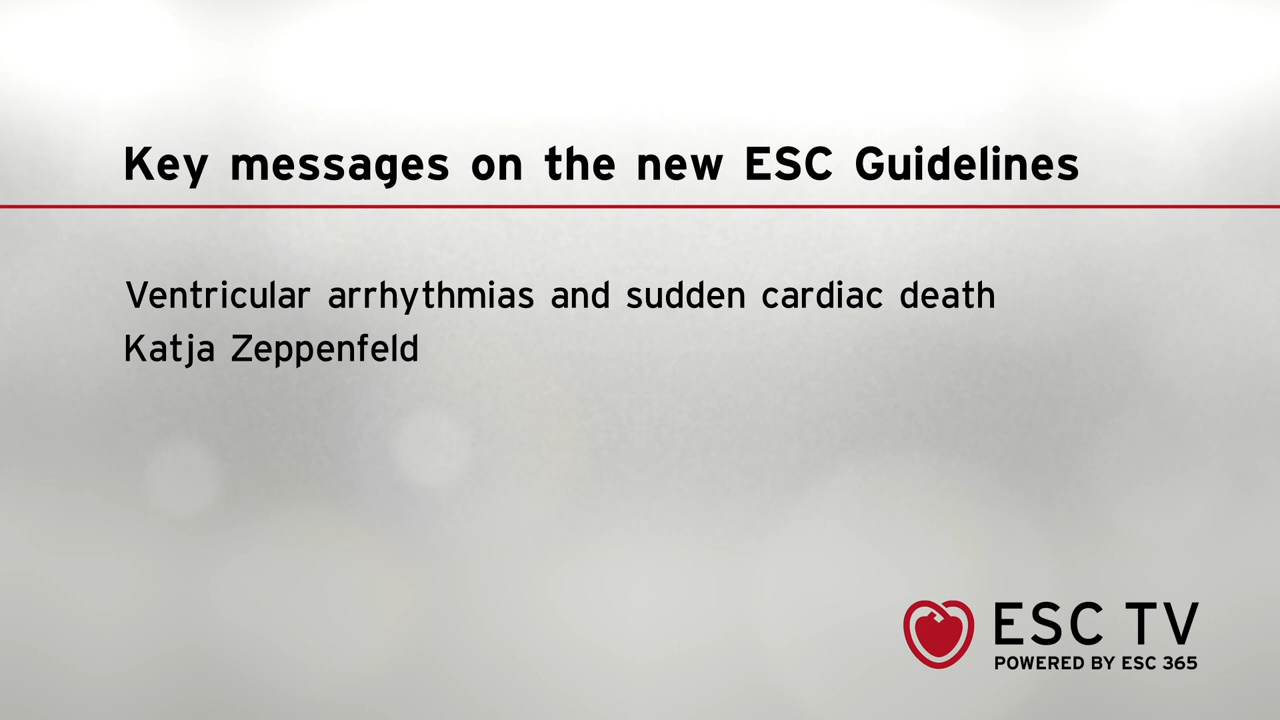 Key messages on the new ESC Guidelines
Ventricular arrhythmias and sudden cardiac death
Katja Zeppenfeld
ESC TV
POWERED BY ESC 365